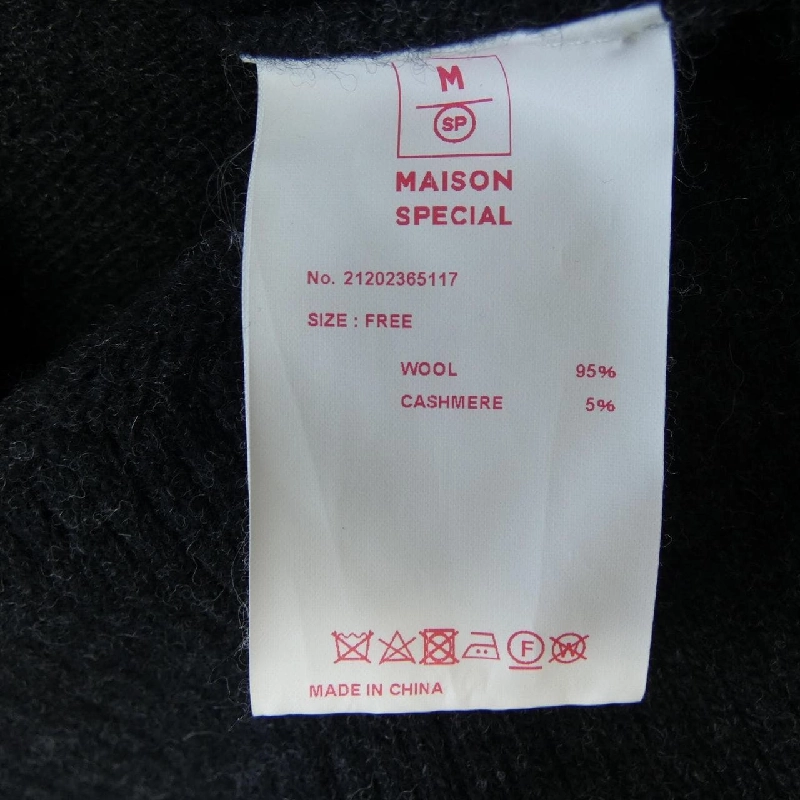 M
SP
MAISON
SPECIAL
No. 21202365117
SIZE : FREE
WOOL 95%
CASHMERE 5%
F W
MADE IN CHINA